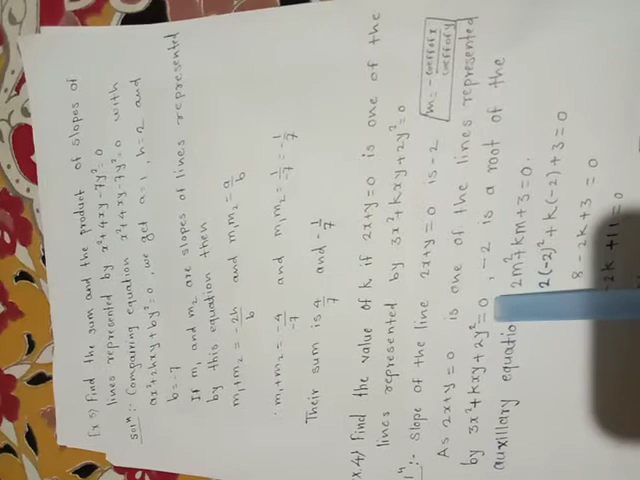 Ex 3) Find the sum and the product of slopes of
lines represented by x²+4xy-7y²=0
Solⁿ:- Comparing equation x²+4xy-7y²=0 with
ax²+2hxy+by²=0, we get a=1, h=2 and
b=-7
If m₁ and m₂ are slopes of lines represented
by this equation then
m₁+m₂ = -2h/b and m₁m₂ = a/b
∴ m₁+m₂ = -4/-7 and m₁m₂ = 1/-7 = -1/7
Their sum is 4/7 and -1/7
x.4) Find the value of k if 2x+y=0 is one of the
lines represented by 3x²+kxy+2y²=0
lⁿ:- slope of the line 2x+y=0 is -2 m = -coeff of x/coeff of y
As 2x+y=0 is one of the lines represented
by 3x²+kxy+2y²=0, -2 is a root of the
auxillary equatio 2m²+km+3=0.
2(-2)²+k(-2)+3=0
8-2k+3=0
-2k+11=0